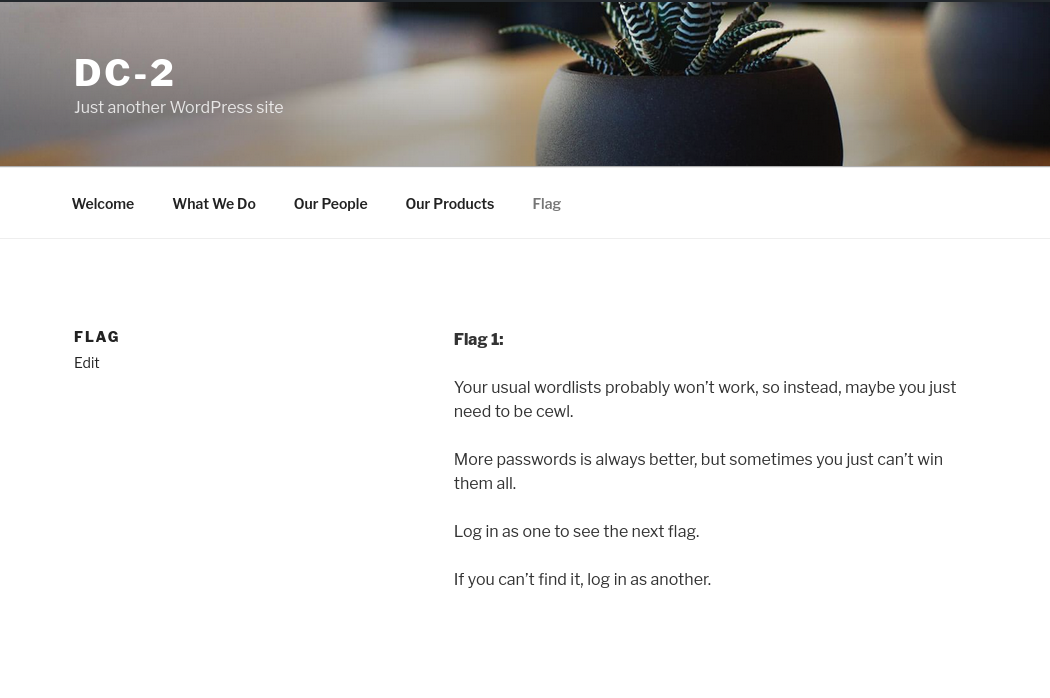 DC-2
Just another WordPress site
Welcome What We Do Our People Our Products Flag
FLAG
Edit
Flag 1:
Your usual wordlists probably won’t work, so instead, maybe you just
need to be cewl.
More passwords is always better, but sometimes you just can’t win
them all.
Log in as one to see the next flag.
If you can’t find it, log in as another.